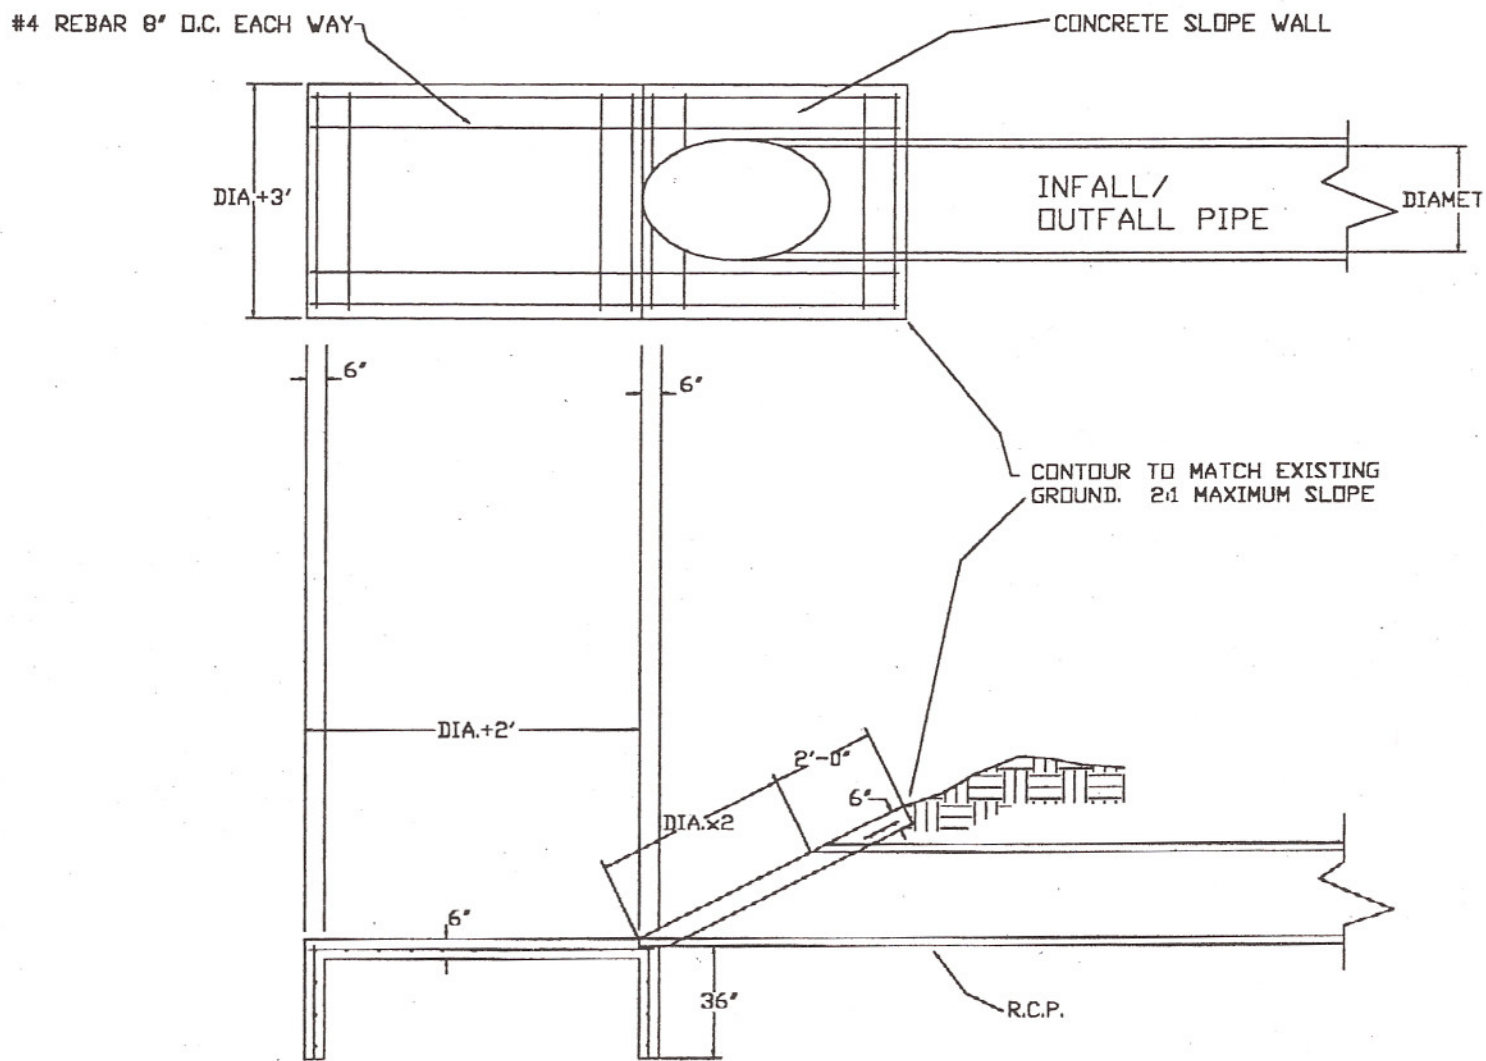 #4 REBAR 8" O.C. EACH WAY
CONCRETE SLOPE WALL
DIA.+3'
INFALL/
OUTFALL PIPE
DIAMET
6"
6"
CONTOUR TO MATCH EXISTING
GROUND. 2:1 MAXIMUM SLOPE
DIA.+2'
2'-0"
6"
DIA.x2
6"
36"
R.C.P.